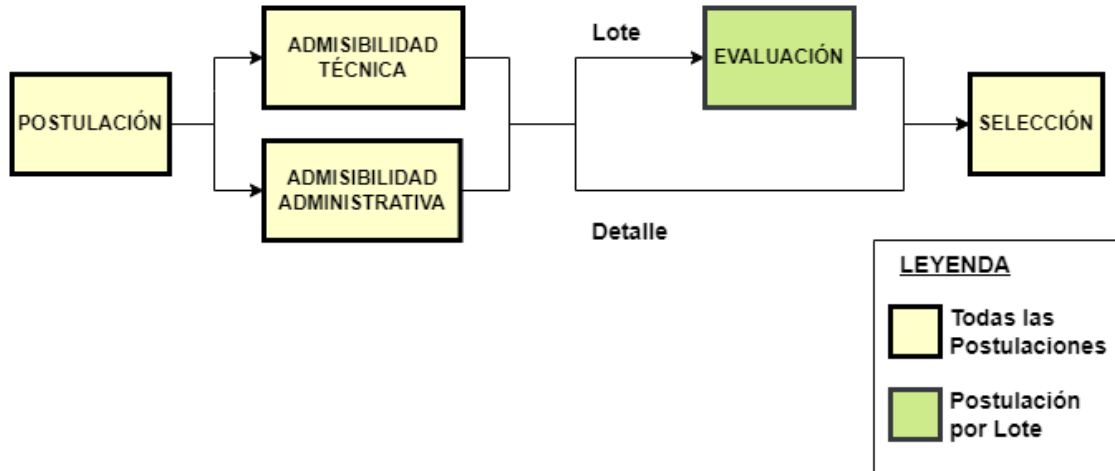 POSTULACIÓN
ADMISIBILIDAD
TÉCNICA
ADMISIBILIDAD
ADMINISTRATIVA
Lote
EVALUACIÓN
SELECCIÓN
Detalle
LEYENDA
Todas las
Postulaciones
Postulación
por Lote